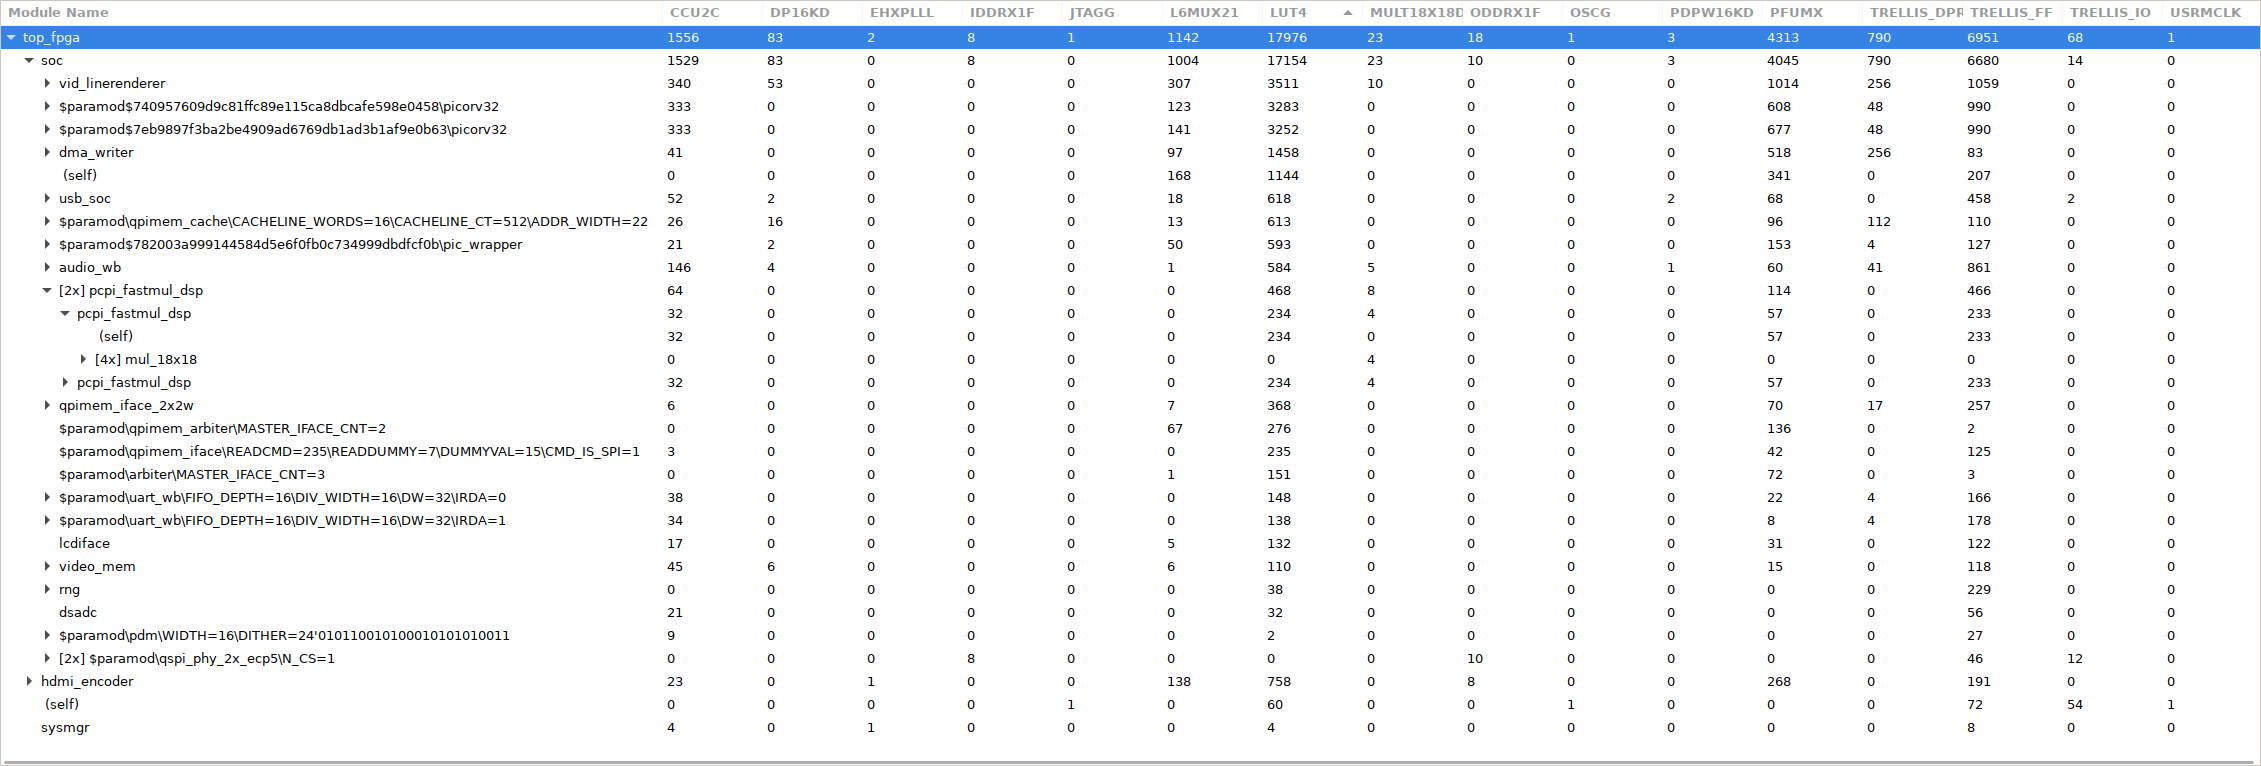 Module Name CCU2C DP16KD EHXPLLL IDDRX1F JTAGG L6MUX21 LUT4 MULT18X18D ODDRX1F OSCG PDPW16KD PFUMX TRELLIS_DPR TRELLIS_FF TRELLIS_IO USRMCLK
top_fpga 1556 83 2 8 1 1142 17976 23 18 1 3 4313 790 6951 68 1
soc 1529 83 0 8 0 1004 17154 23 10 0 3 4045 790 6680 14 0
vid_linerenderer 340 53 0 0 0 307 3511 10 0 0 0 1014 256 1059 0 0
$paramod$740957609d9c81ffc89e115ca8dbcafe598e0458\picorv32 333 0 0 0 0 123 3283 0 0 0 0 608 48 990 0 0
$paramod$7eb9897f3ba2be4909ad6769db1ad3b1af9e0b63\picorv32 333 0 0 0 0 141 3252 0 0 0 0 677 48 990 0 0
dma_writer 41 0 0 0 0 97 1458 0 0 0 0 518 256 83 0 0
(self) 0 0 0 0 0 168 1144 0 0 0 0 341 0 207 0 0
usb_soc 52 2 0 0 0 18 618 0 0 0 2 68 0 458 2 0
$paramod\qpimem_cache\CACHELINE_WORDS=16\CACHELINE_CT=512\ADDR_WIDTH=22 26 16 0 0 0 13 613 0 0 0 0 96 112 110 0 0
$paramod$782003a999144584d5e6f0fb0c734999dbdfcf0b\pic_wrapper 21 2 0 0 0 50 593 0 0 0 0 153 4 127 0 0
audio_wb 146 4 0 0 0 1 584 5 0 0 1 60 41 861 0 0
[2x] pcpi_fastmul_dsp 64 0 0 0 0 0 468 8 0 0 0 114 0 466 0 0
pcpi_fastmul_dsp 32 0 0 0 0 0 234 4 0 0 0 57 0 233 0 0
(self) 32 0 0 0 0 0 234 0 0 0 0 57 0 233 0 0
[4x] mul_18x18 0 0 0 0 0 0 0 4 0 0 0 0 0 0 0 0
pcpi_fastmul_dsp 32 0 0 0 0 0 234 4 0 0 0 57 0 233 0 0
qpimem_iface_2x2w 6 0 0 0 0 7 368 0 0 0 0 70 17 257 0 0
$paramod\qpimem_arbiter\MASTER_IFACE_CNT=2 0 0 0 0 0 67 276 0 0 0 0 136 0 2 0 0
$paramod\qpimem_iface\READCMD=235\READDUMMY=7\DUMMYVAL=15\CMD_IS_SPI=1 3 0 0 0 0 0 235 0 0 0 0 42 0 125 0 0
$paramod\arbiter\MASTER_IFACE_CNT=3 0 0 0 0 0 1 151 0 0 0 0 72 0 3 0 0
$paramod\uart_wb\FIFO_DEPTH=16\DIV_WIDTH=16\DW=32\IRDA=0 38 0 0 0 0 0 148 0 0 0 0 22 4 166 0 0
$paramod\uart_wb\FIFO_DEPTH=16\DIV_WIDTH=16\DW=32\IRDA=1 34 0 0 0 0 0 138 0 0 0 0 8 4 178 0 0
lcdiface 17 0 0 0 0 5 132 0 0 0 0 31 0 122 0 0
video_mem 45 6 0 0 0 6 110 0 0 0 0 15 0 118 0 0
rng 0 0 0 0 0 0 38 0 0 0 0 0 0 229 0 0
dsadc 21 0 0 0 0 0 32 0 0 0 0 0 0 56 0 0
$paramod\pdm\WIDTH=16\DITHER=24'010110010100010101010011 9 0 0 0 0 0 2 0 0 0 0 0 0 27 0 0
[2x] $paramod\qspi_phy_2x_ecp5\N_CS=1 0 0 0 8 0 0 0 0 10 0 0 0 0 46 12 0
hdmi_encoder 23 0 1 0 0 138 758 0 8 0 0 268 0 191 0 0
(self) 0 0 0 0 1 0 60 0 0 1 0 0 0 72 54 1
sysmgr 4 0 1 0 0 0 4 0 0 0 0 0 0 8 0 0